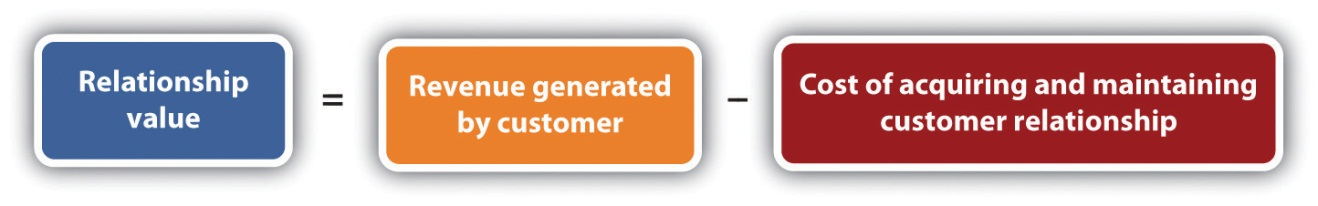 Relationship
value
=
Revenue generated
by customer
–
Cost of acquiring and maintaining
customer relationship